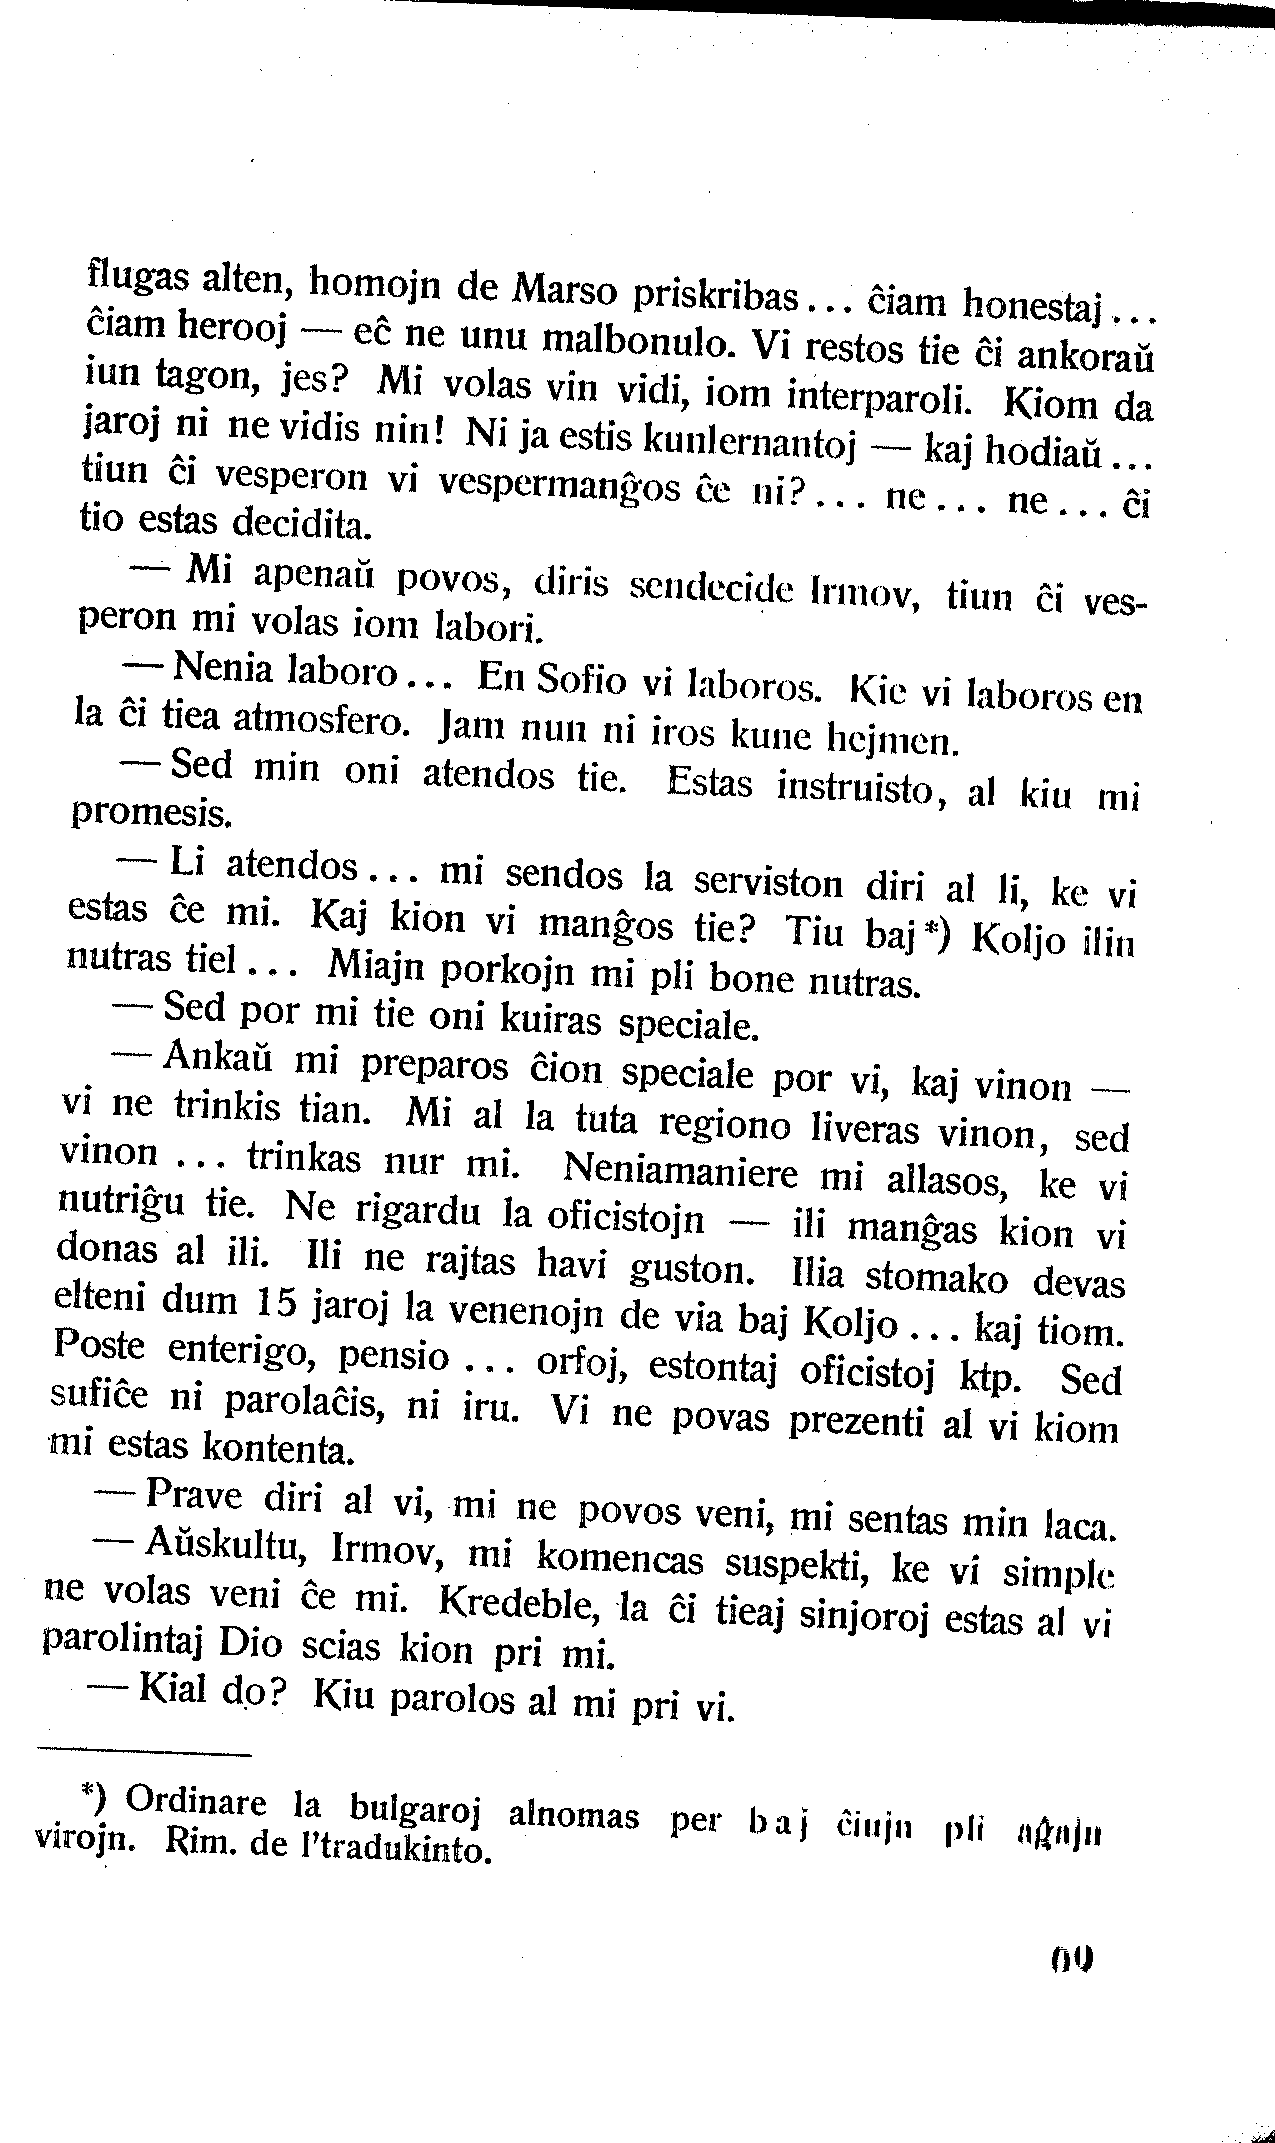 flugas alten, homojn de Marso priskribas... ĉiam honestaj...
ĉiam herooj — eĉ ne unu malbonulo. Vi restos tie ĉi ankoraŭ
iun tagon, jes? Mi volas vin vidi, iom interparoli. Kiom da
jaroj ni ne vidis nin! Ni ja estis kunlernantoj — kaj hodiaŭ...
tiun ĉi vesperon vi vespermanĝos ĉe ni?... ne... ne... ĉi
tio estas decidita.
— Mi apenaŭ povos, diris sendecide Irmov, tiun ĉi ves-
peron mi volas iom labori.
— Nenia laboro... En Sofio vi laboros. Kie vi laboros en
la ĉi tiea atmosfero. Jam nun ni iros kune hejmen.
— Sed min oni atendos tie. Estas instruisto, al kiu mi
promesis.
— Li atendos... mi sendos la serviston diri al li, ke vi
estas ĉe mi. Kaj kion vi manĝos tie? Tiu baj*) Koljo ilin
nutras tiel... Miajn porkojn mi pli bone nutras.
— Sed por mi tie oni kuiras speciale.
— Ankaŭ mi preparos ĉion speciale por vi, kaj vinon —
vi ne trinkis tian. Mi al la tuta regiono liveras vinon, sed
vinon ... trinkas nur mi. Neniamaniere mi allasos, ke vi
nutriĝu tie. Ne rigardu la oficistojn — ili manĝas kion vi
donas al ili. Ili ne rajtas havi guston. Ilia stomako devas
elteni dum 15 jaroj la venenojn de via baj Koljo ... kaj tiom.
Poste enterigo, pensio ... orfoj, estontaj oficistoj ktp. Sed
sufiĉe ni parolaĉis, ni iru. Vi ne povas prezenti al vi kiom
mi estas kontenta.
— Prave diri al vi, mi ne povos veni, mi sentas min laca.
— Aŭskultu, Irmov, mi komencas suspekti, ke vi simple
ne volas veni ĉe mi. Kredeble, la ĉi tieaj sinjoroj estas al vi
parolintaj Dio scias kion pri mi.
— Kial do? Kiu parolos al mi pri vi.
*) Ordinare la bulgaroj alnomas per baj ĉiujn pli aĝajn
virojn. Rim. de l'tradukinto.
69